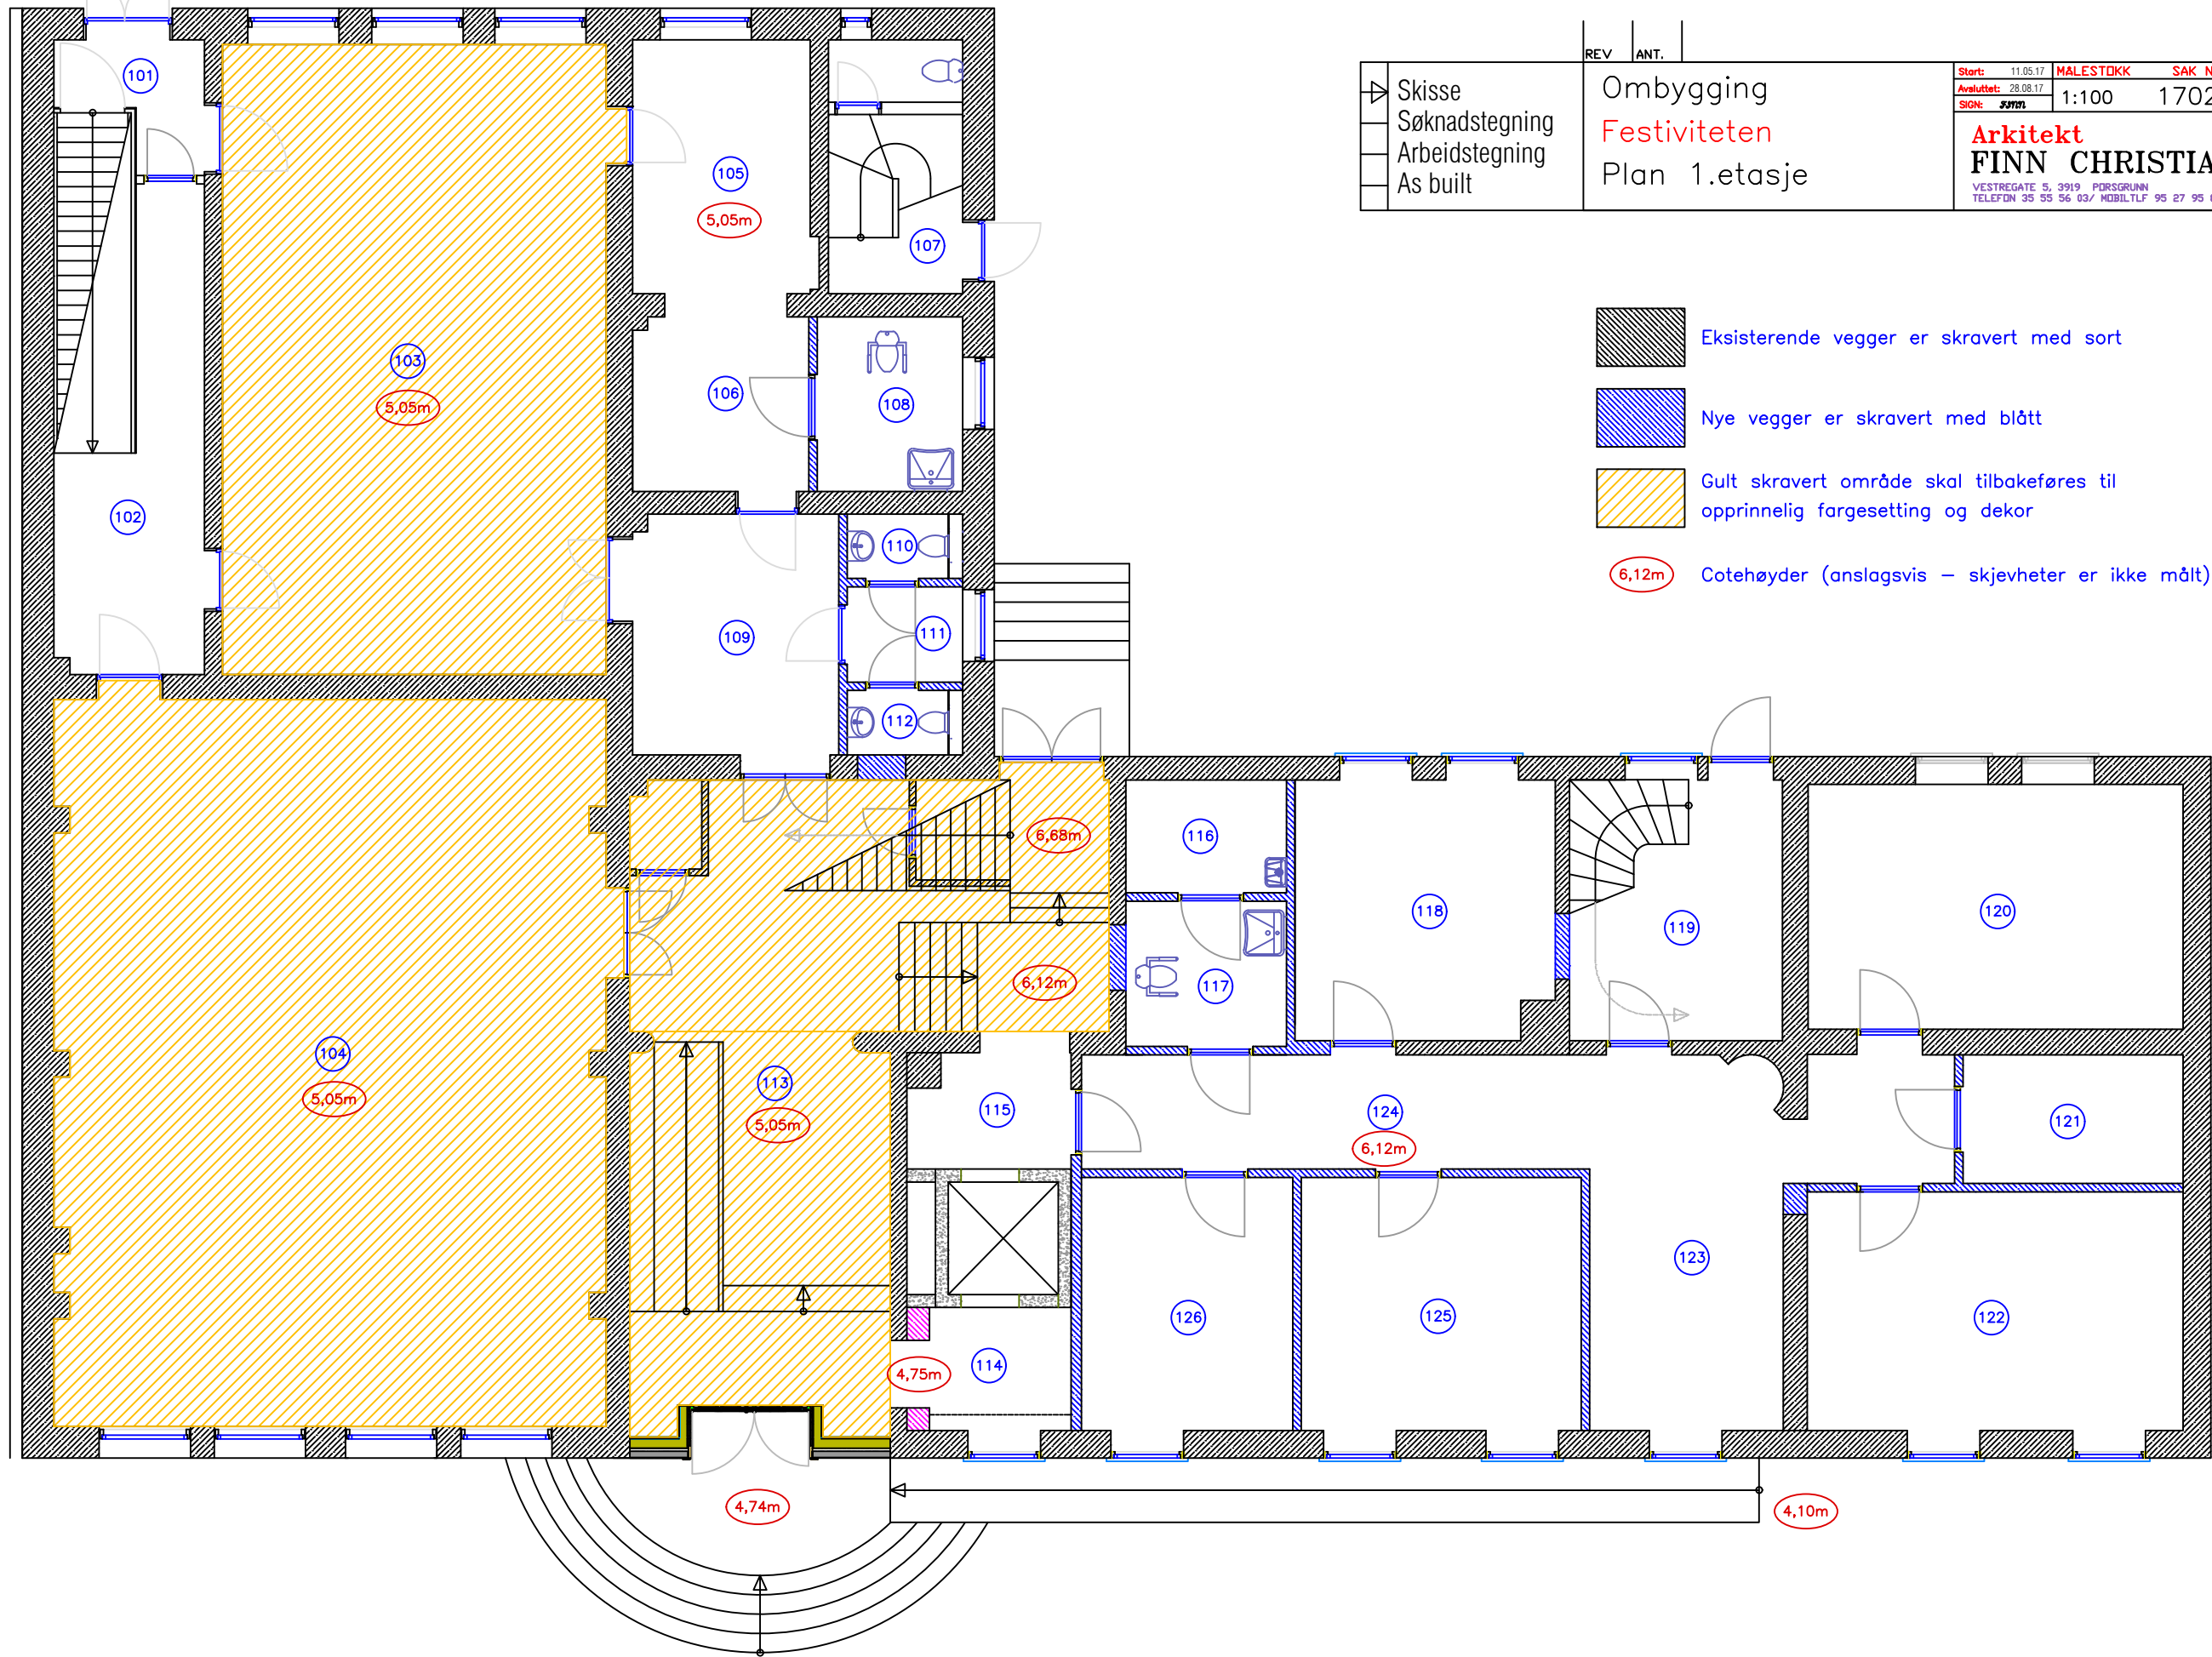 REV ANT.
Skisse
Søknadstegning
Arbeidstegning
As built
Ombygging
Festiviteten
Plan 1.etasje
Start: 11.05.17
Avsluttet: 28.08.17
SIGN: FINN
MALESTOKK SAK N
1:100 1702
Arkitekt
FINN CHRISTIA
VESTREGATE 5, 3919 PORSGRUNN
TELEFON 35 55 56 03/ MOBILTLF 95 27 95
Eksisterende vegger er skravert med sort
Nye vegger er skravert med blått
Gult skravert område skal tilbakeføres til
opprinnelig fargesetting og dekor
6,12m Cotehøyder (anslagsvis – skjevheter er ikke målt)
101
105
5,05m
107
103
5,05m
106
108
102
110
109
111
112
6,68m
116
118
119
120
6,12m
117
104
5,05m
113
5,05m
115
124
6,12m
121
123
126
125
122
114
4,75m
4,74m
4,10m